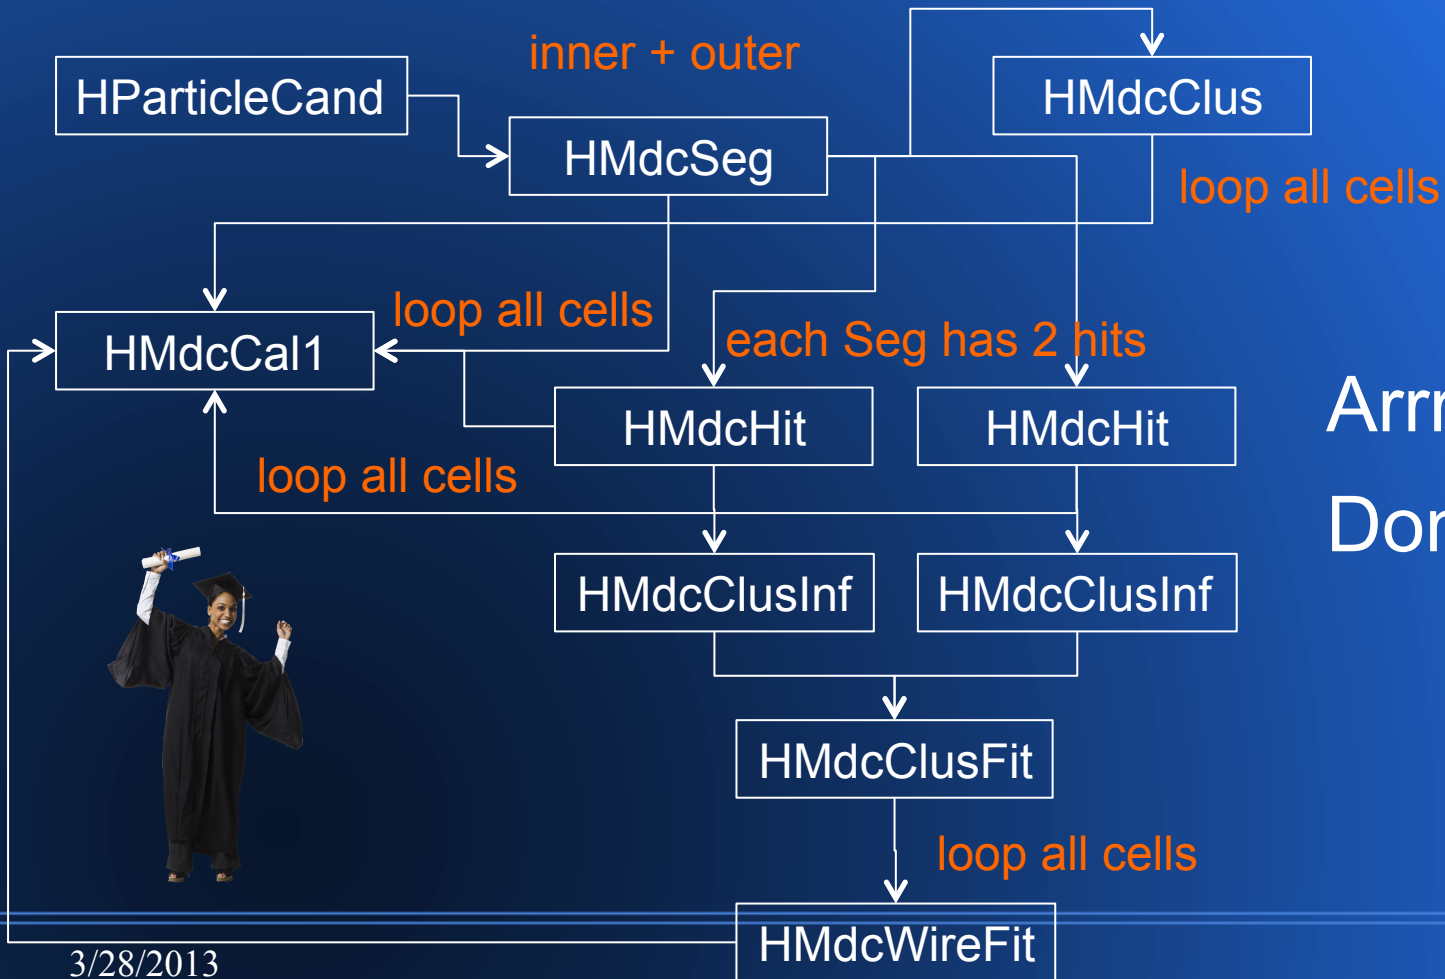 inner + outer
HParticleCand
HMdcClus
HMdcSeg
loop all cells
loop all cells
each Seg has 2 hits
HMdcCal1
HMdcHit
HMdcHit
loop all cells
HMdcClusInf
HMdcClusInf
HMdcClusFit
loop all cells
HMdcWireFit
3/28/2013